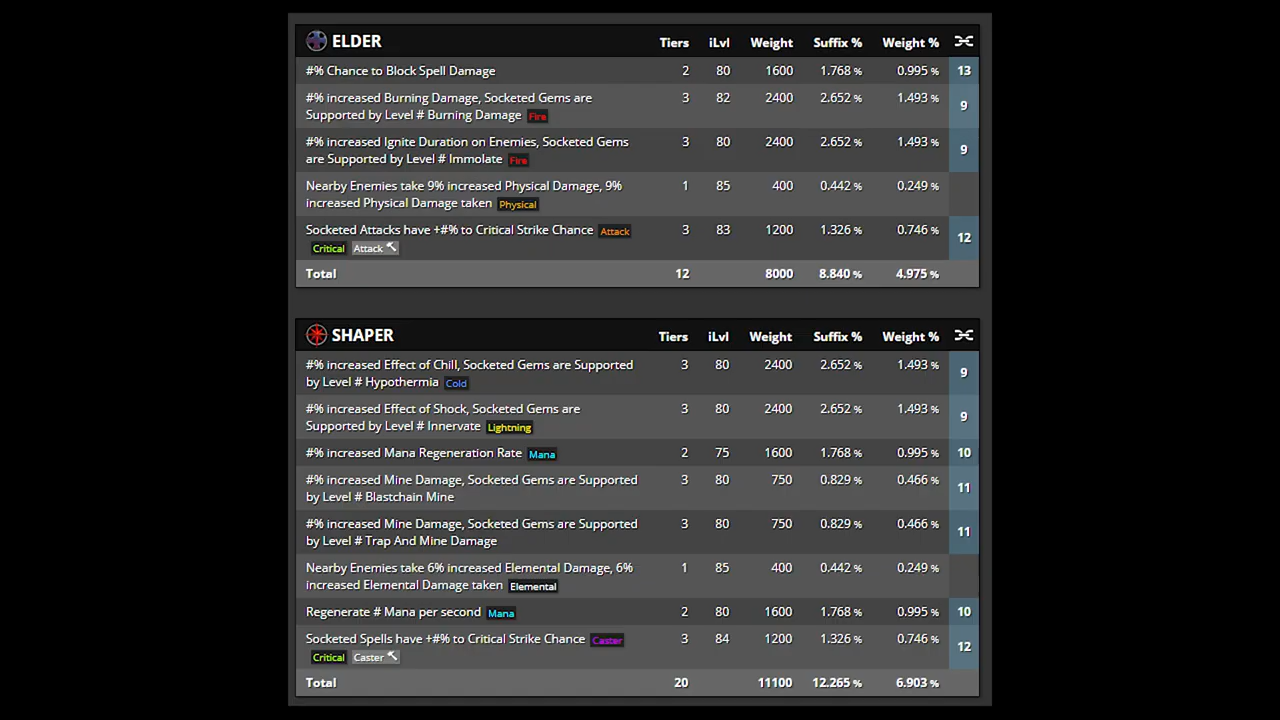 ELDER Tiers iLvl Weight Suffix % Weight %
#% Chance to Block Spell Damage 2 80 1600 1.768 % 0.995 % 13
#% increased Burning Damage, Socketed Gems are 3 82 2400 2.652 % 1.493 % 9
Supported by Level # Burning Damage Fire
#% increased Ignite Duration on Enemies, Socketed Gems 3 80 2400 2.652 % 1.493 % 9
are Supported by Level # Immolate Fire
Nearby Enemies take 9% increased Physical Damage, 9% 1 85 400 0.442 % 0.249 %
increased Physical Damage taken Physical
Socketed Attacks have +#% to Critical Strike Chance Attack 3 83 1200 1.326 % 0.746 % 12
Critical Attack
Total 12 8000 8.840 % 4.975 %
SHAPER Tiers iLvl Weight Suffix % Weight %
#% increased Effect of Chill, Socketed Gems are Supported 3 80 2400 2.652 % 1.493 % 9
by Level # Hypothermia Cold
#% increased Effect of Shock, Socketed Gems are 3 80 2400 2.652 % 1.493 % 9
Supported by Level # Innervate Lightning
#% increased Mana Regeneration Rate Mana 2 75 1600 1.768 % 0.995 % 10
#% increased Mine Damage, Socketed Gems are Supported 3 80 750 0.829 % 0.466 % 11
by Level # Blastchain Mine
#% increased Mine Damage, Socketed Gems are Supported 3 80 750 0.829 % 0.466 % 11
by Level # Trap And Mine Damage
Nearby Enemies take 6% increased Elemental Damage, 6% 1 85 400 0.442 % 0.249 %
increased Elemental Damage taken Elemental
Regenerate # Mana per second Mana 2 80 1600 1.768 % 0.995 % 10
Socketed Spells have +#% to Critical Strike Chance Caster 3 84 1200 1.326 % 0.746 % 12
Critical Caster
Total 20 11100 12.265 % 6.903 %